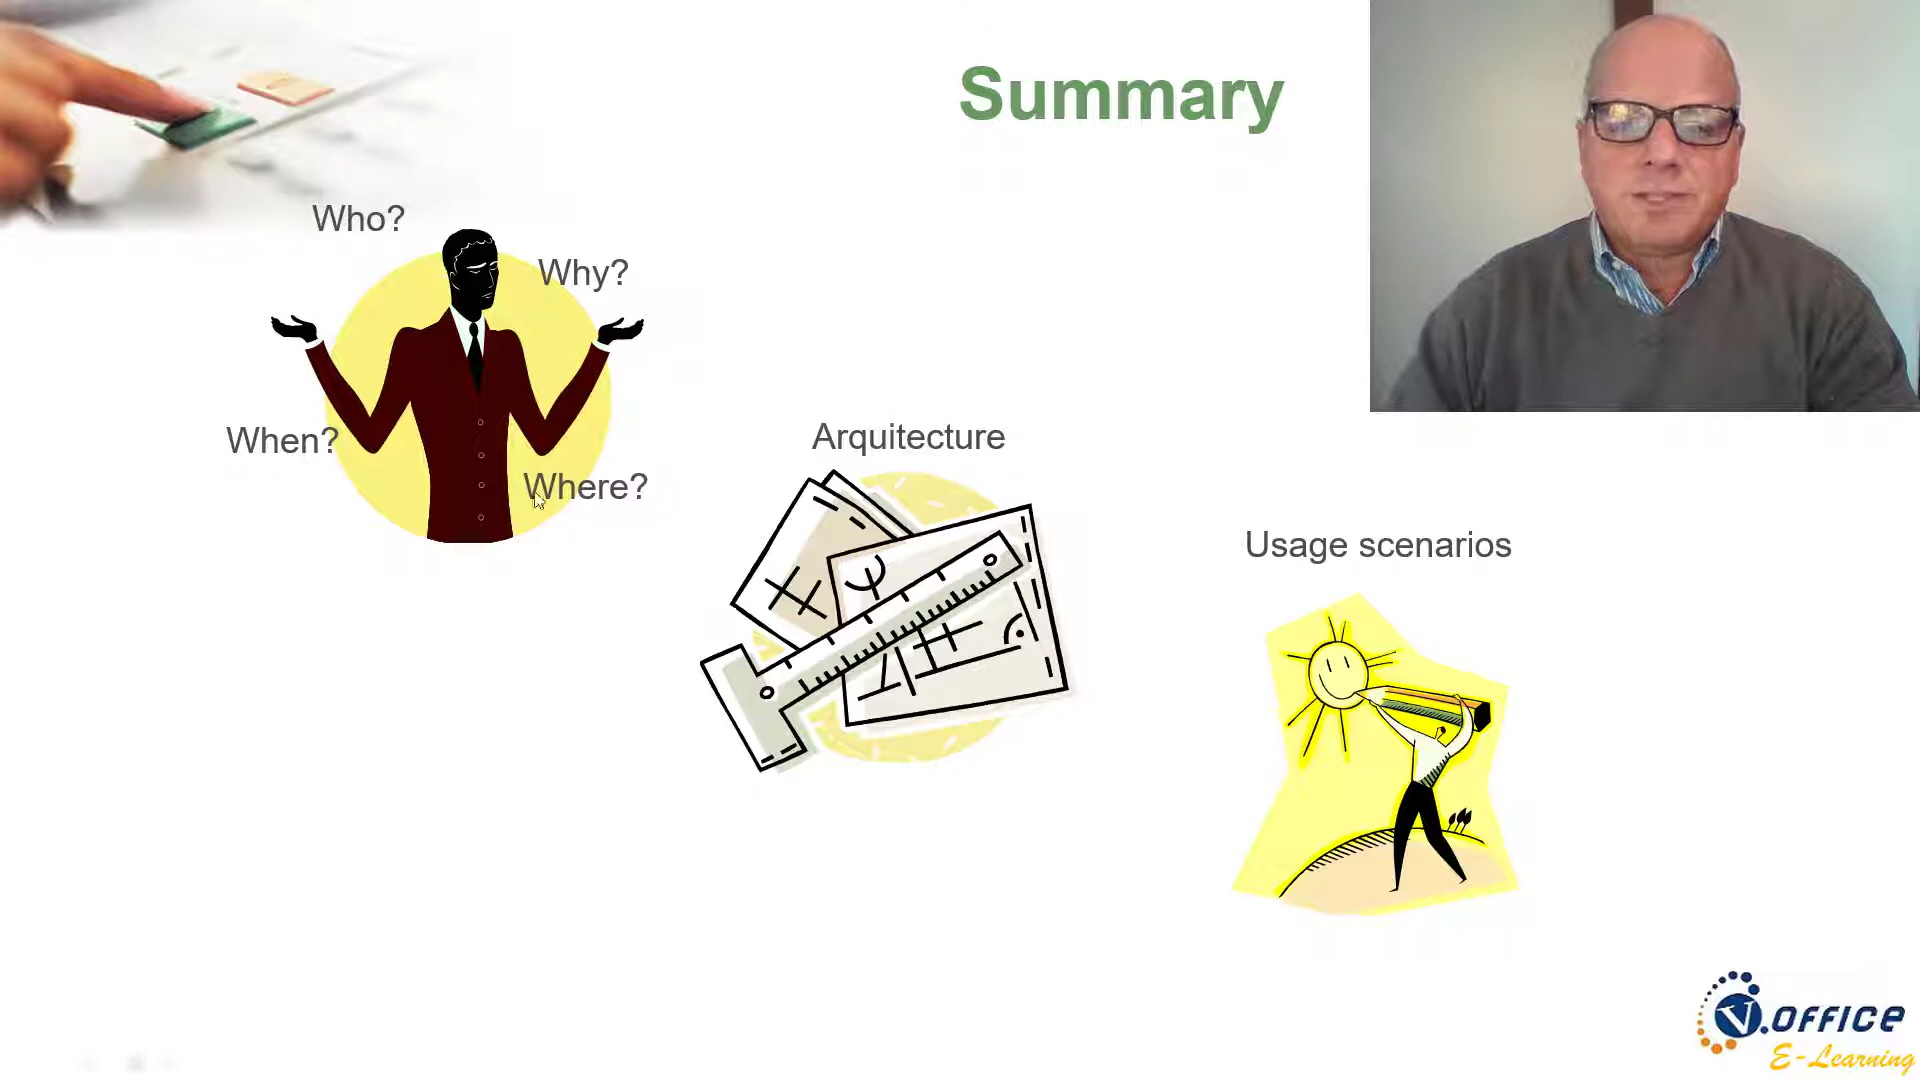 Summary
Who?
Why?
When?
Where?
Arquitecture
Usage scenarios
V.OFFICE
E-Learning